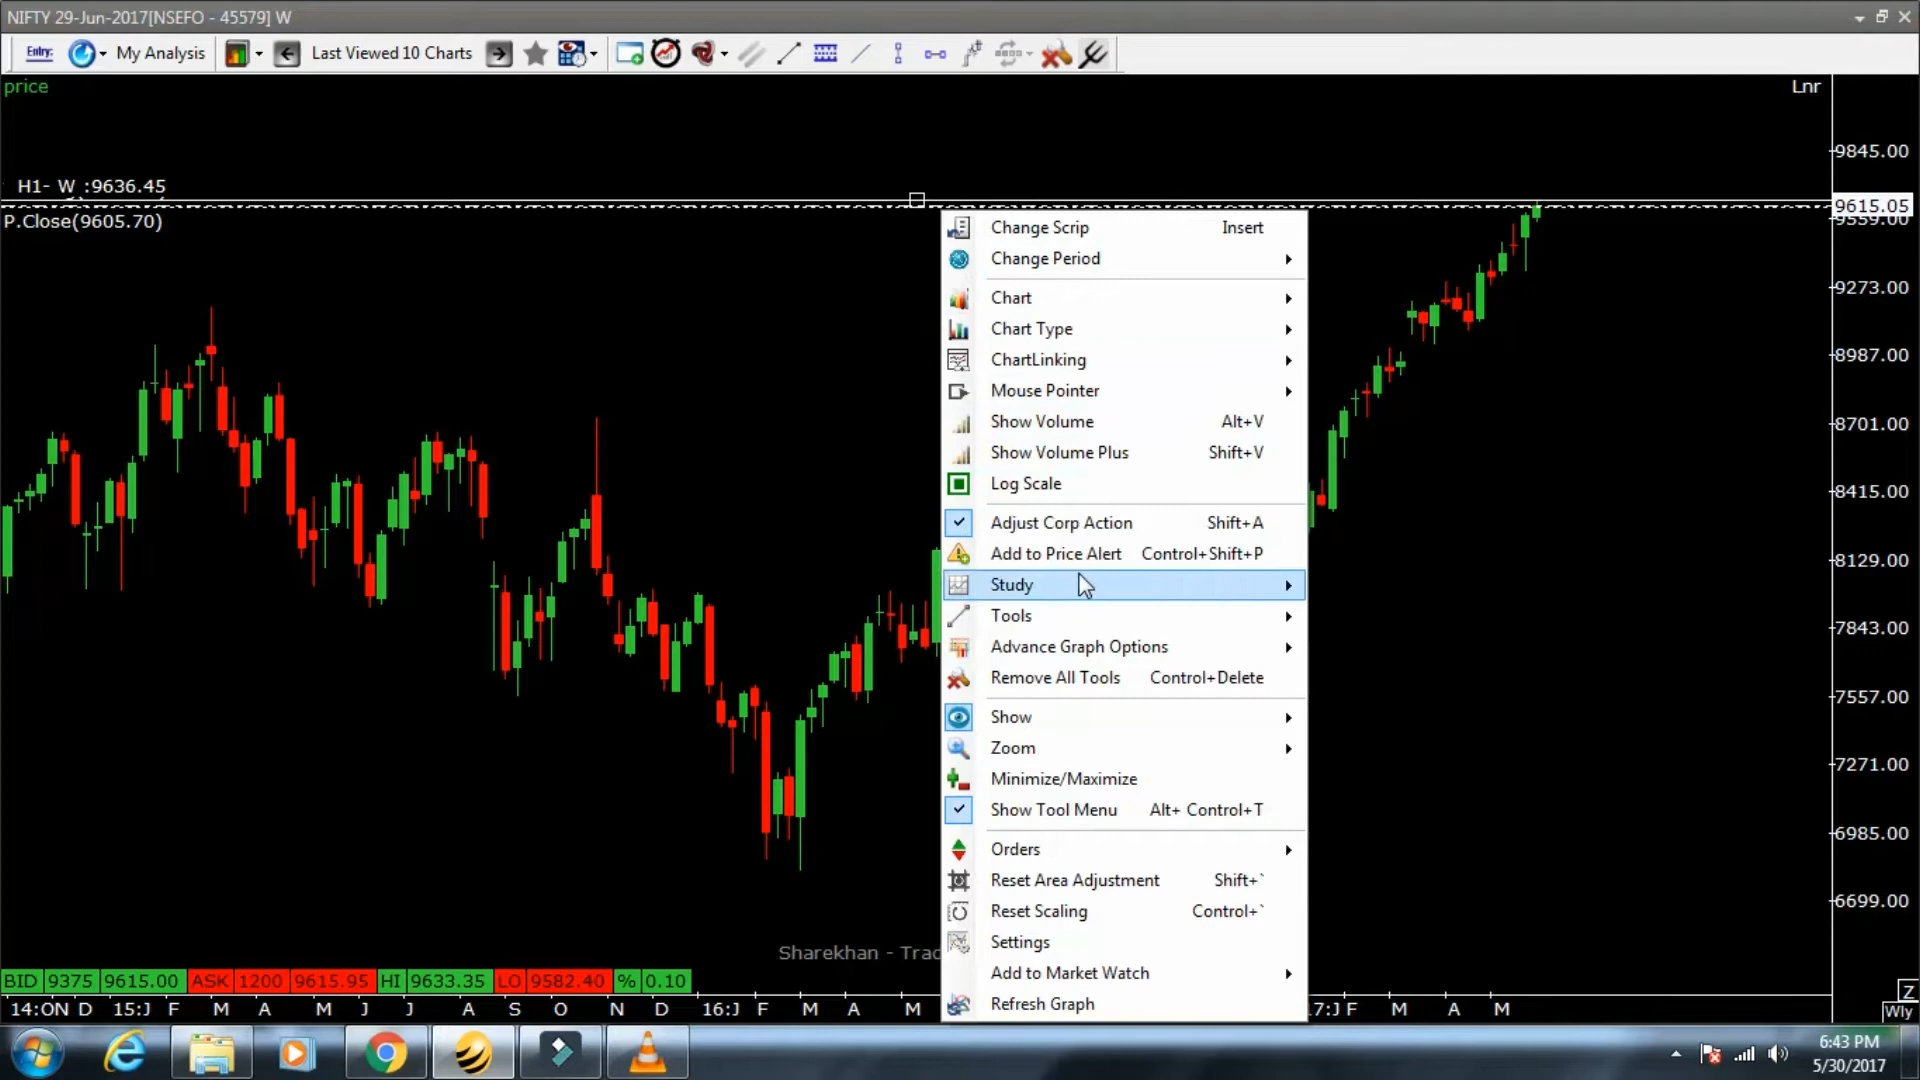 NIFTY 29-Jun-2017[NSEFO - 45579] W
Entry: My Analysis Last Viewed 10 Charts
price
Lnr
H1- W :9636.45
P.Close(9605.70)
9845.00
9615.05
9559.00
9273.00
8987.00
8701.00
8415.00
8129.00
7843.00
7557.00
7271.00
6985.00
6699.00
Change Scrip Insert
Change Period
Chart
Chart Type
ChartLinking
Mouse Pointer
Show Volume Alt+V
Show Volume Plus Shift+V
Log Scale
Adjust Corp Action Shift+A
Add to Price Alert Control+Shift+P
Study
Tools
Advance Graph Options
Remove All Tools Control+Delete
Show
Zoom
Minimize/Maximize
Show Tool Menu Alt+ Control+T
Orders
Reset Area Adjustment Shift+`
Reset Scaling Control+`
Settings
Add to Market Watch
Refresh Graph
Sharekhan - Trad
BID 9375 9615.00 ASK 1200 9615.95 HI 9633.35 LO 9582.40 % 0.10
Z
14:ON D 15:J F M A M J J A S O N D 16:J F M A M 17:J F M A M
Wly
6:43 PM
5/30/2017